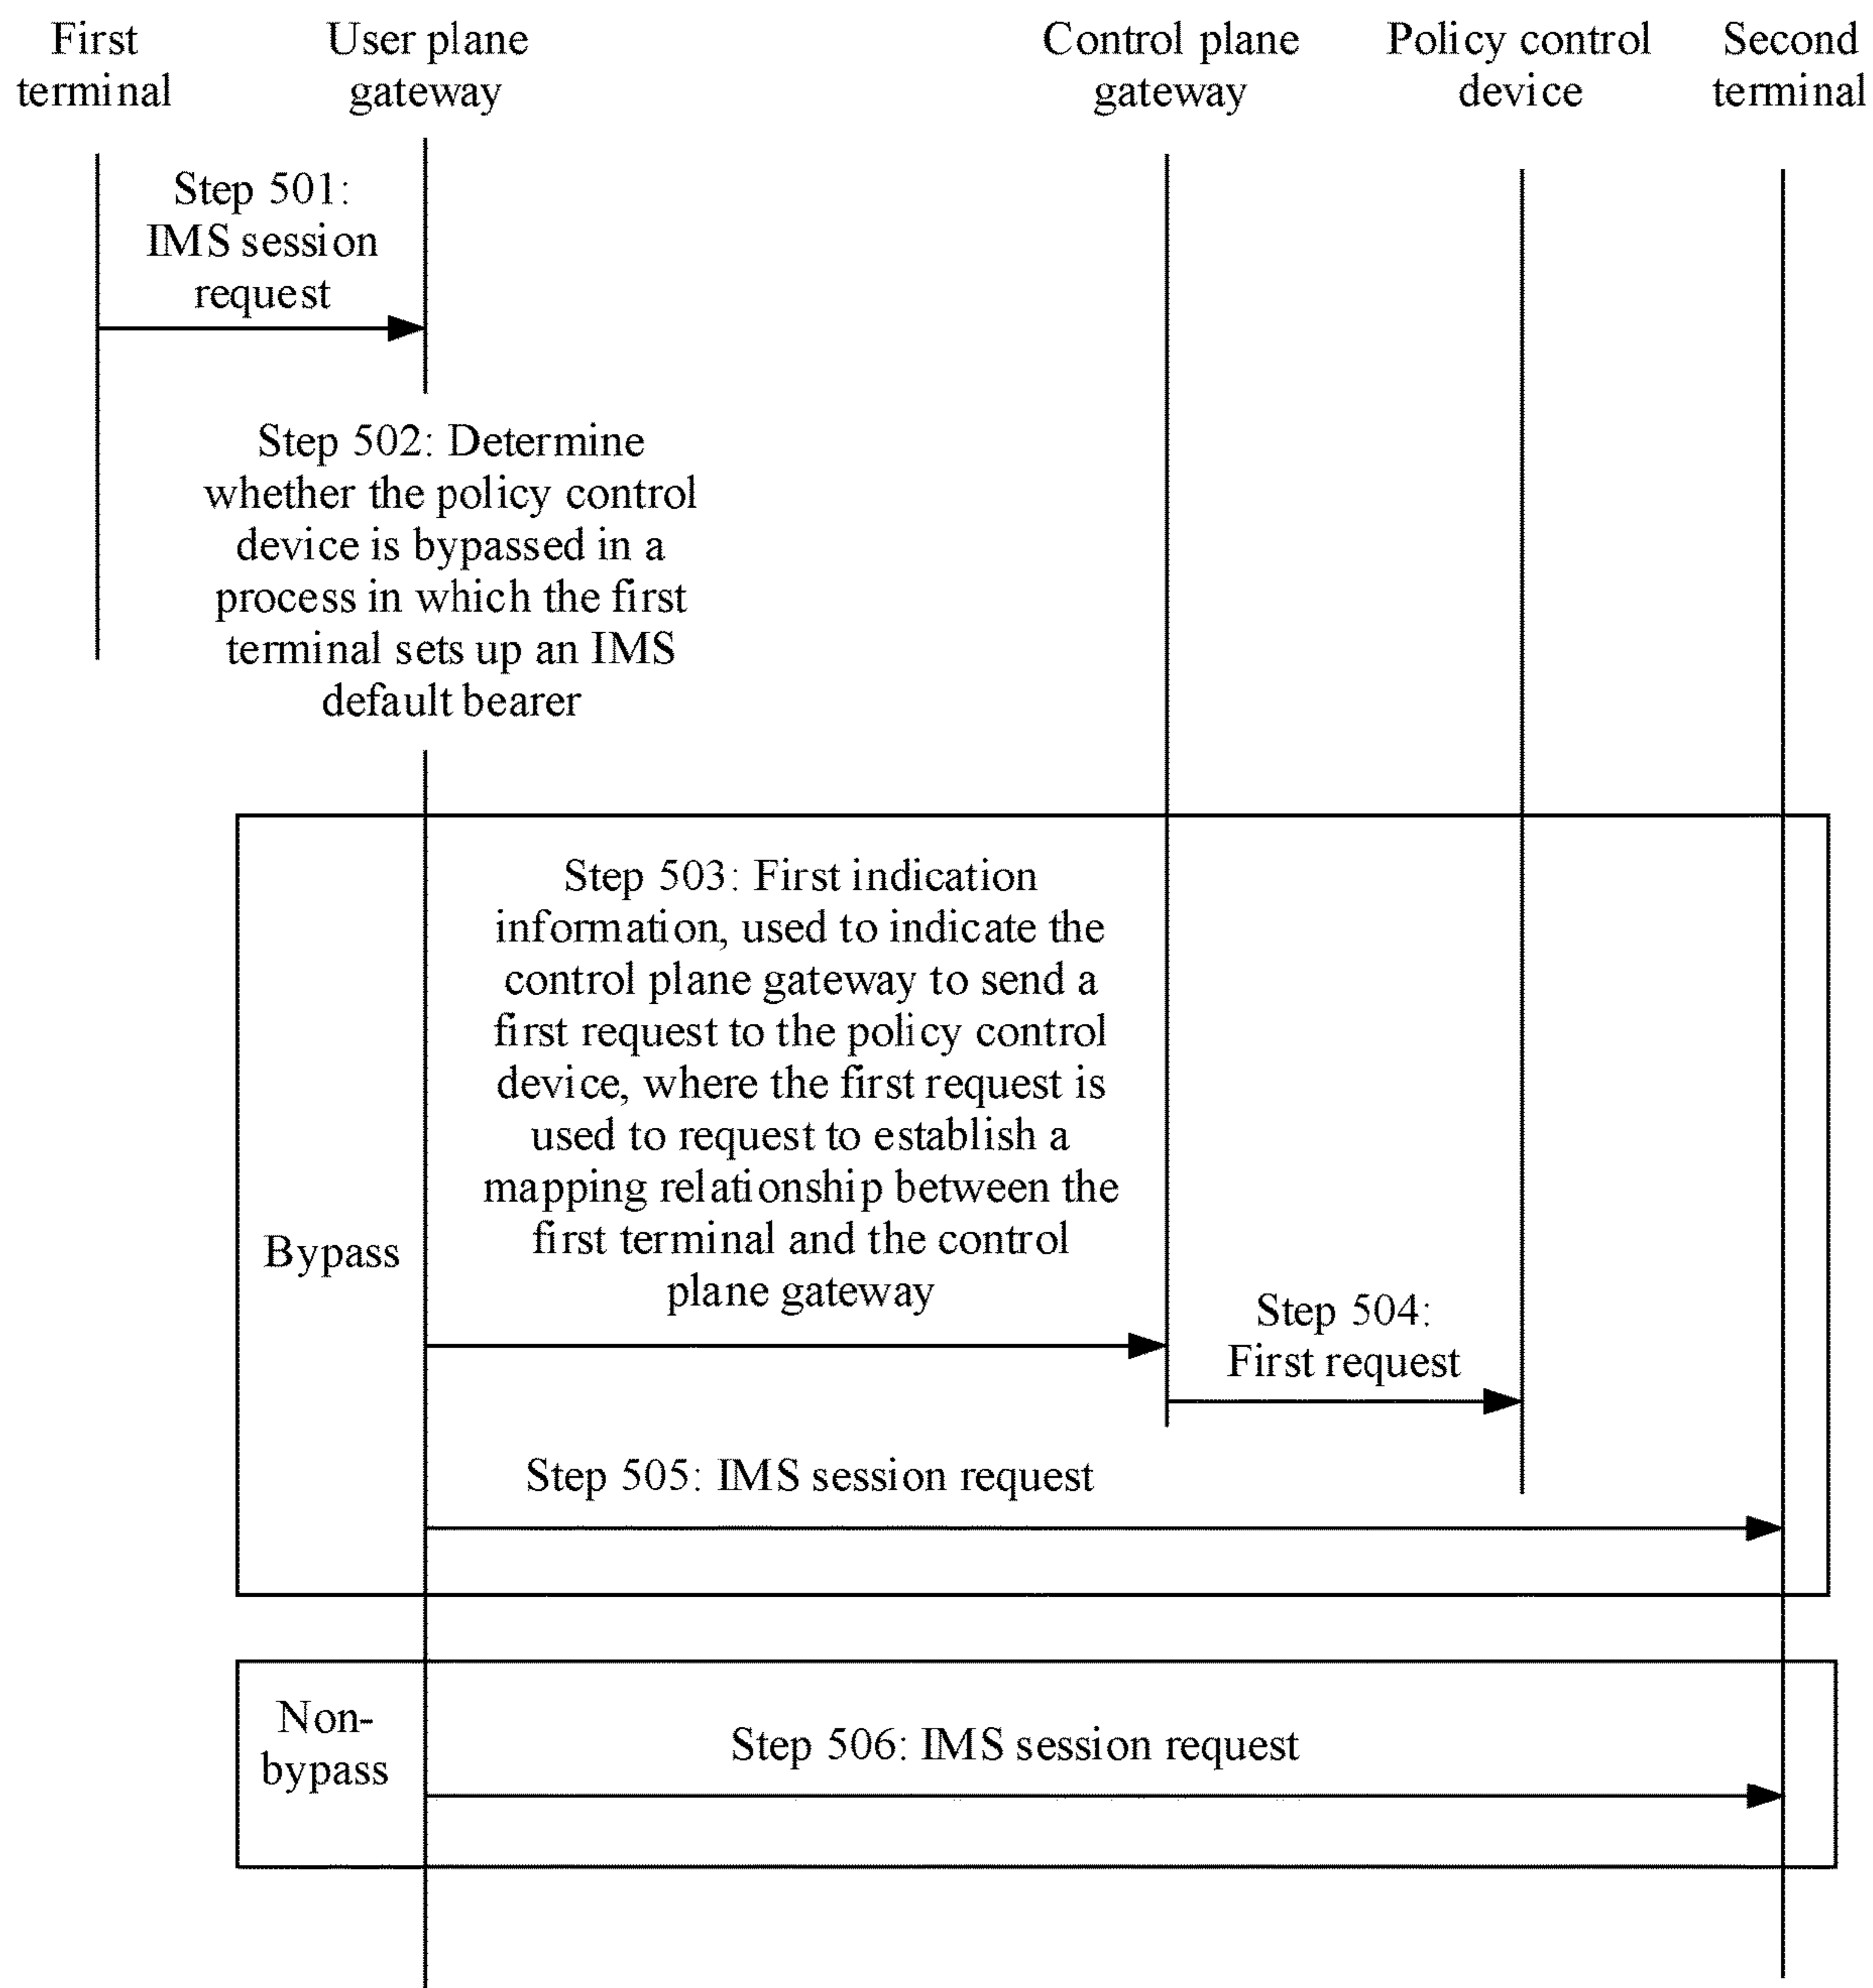 First
terminal
User plane
gateway
Control plane
gateway
Policy control
device
Second
terminal
Step 501:
IMS session
request
Step 502: Determine
whether the policy control
device is bypassed in a
process in which the first
terminal sets up an IMS
default bearer
Step 503: First indication
information, used to indicate the
control plane gateway to send a
first request to the policy control
device, where the first request is
used to request to establish a
mapping relationship between the
first terminal and the control
plane gateway
Bypass
Step 504:
First request
Step 505: IMS session request
Non-
bypass
Step 506: IMS session request